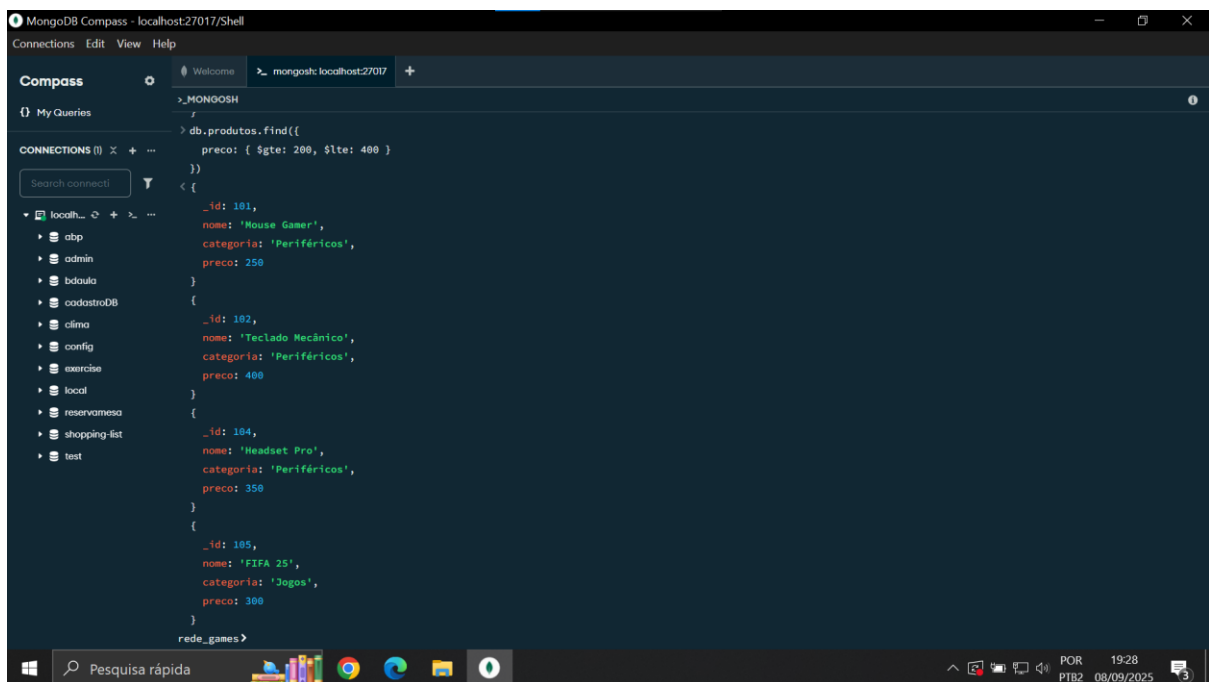 MongoDB Compass - localhost:27017/Shell
Connections Edit View Help
Compass
{} My Queries
CONNECTIONS (1)
Search connecti
localh...
abp
admin
bdaula
cadastroDB
clima
config
exercise
local
reservamesa
shopping-list
test
Welcome
>_ mongosh: localhost:27017 +
>_MONGOSH
}
> db.produtos.find({
preco: { $gte: 200, $lte: 400 }
})
< {
_id: 101,
nome: 'Mouse Gamer',
categoria: 'Periféricos',
preco: 250
}
{
_id: 102,
nome: 'Teclado Mecânico',
categoria: 'Periféricos',
preco: 400
}
{
_id: 104,
nome: 'Headset Pro',
categoria: 'Periféricos',
preco: 350
}
{
_id: 105,
nome: 'FIFA 25',
categoria: 'Jogos',
preco: 300
}
rede_games>
Pesquisa rápida
POR
PTB2
19:28
08/09/2025
3